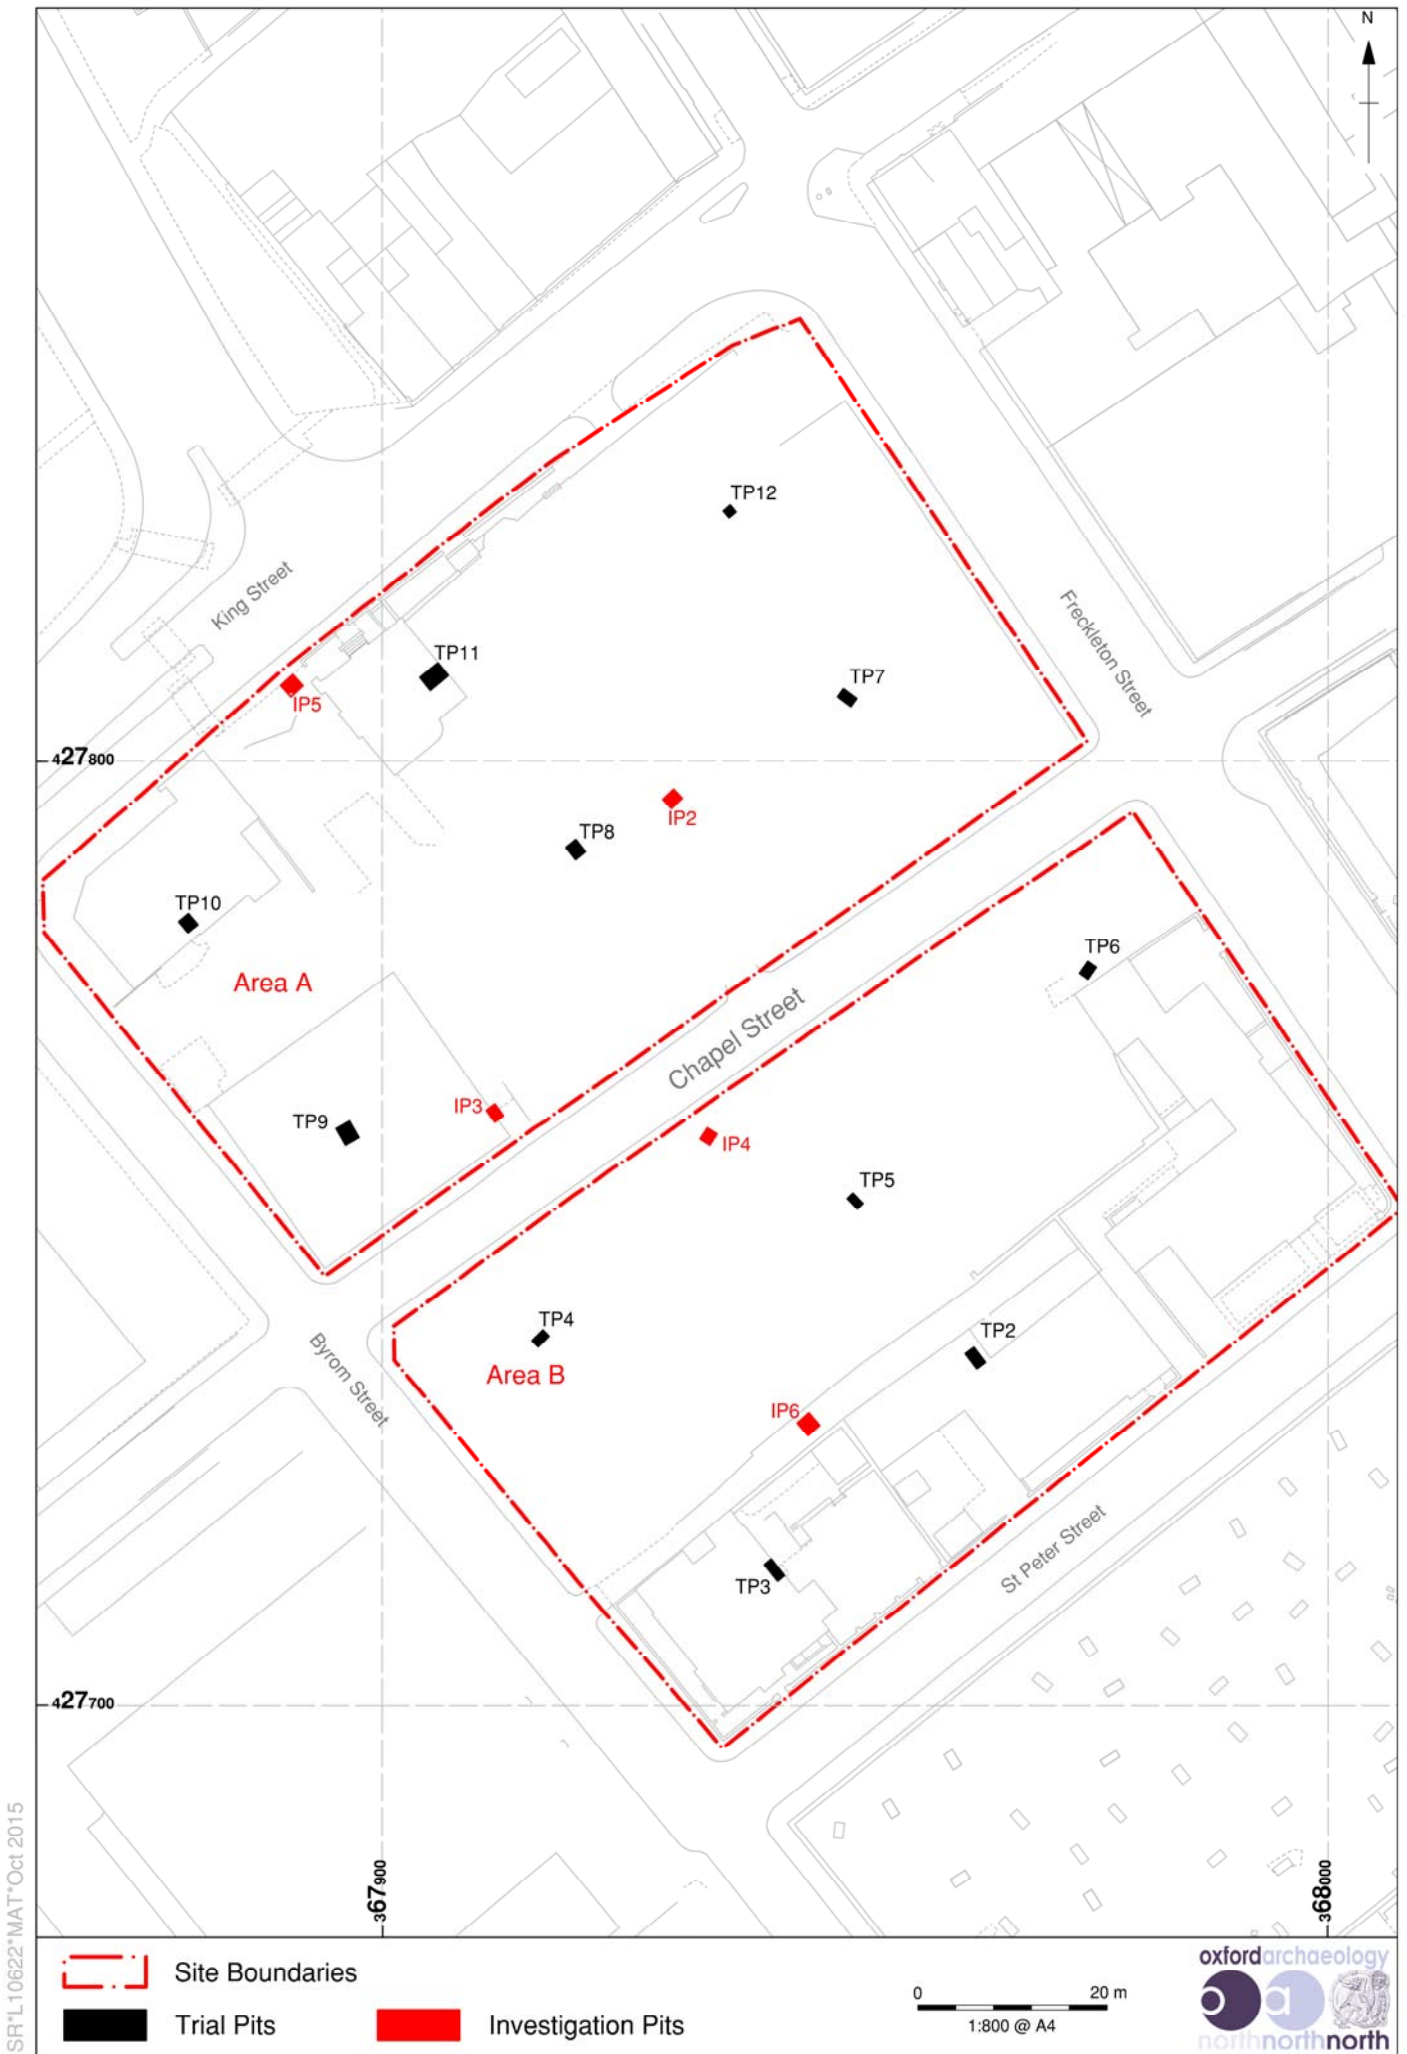 N
TP12
King Street
Freckleton Street
TP11
TP7
IP5
427800
IP2
TP8
TP10
TP6
Area A
Chapel Street
IP3
TP9
IP4
TP5
TP4
TP2
Byrom Street
Area B
IP6
St Peter Street
TP3
427700
367900
368000
SR*L10622*MAT*Oct 2015
Site Boundaries
Trial Pits
Investigation Pits
0 20 m
1:800 @ A4
oxfordarchaeology
o a
northnorthnorth